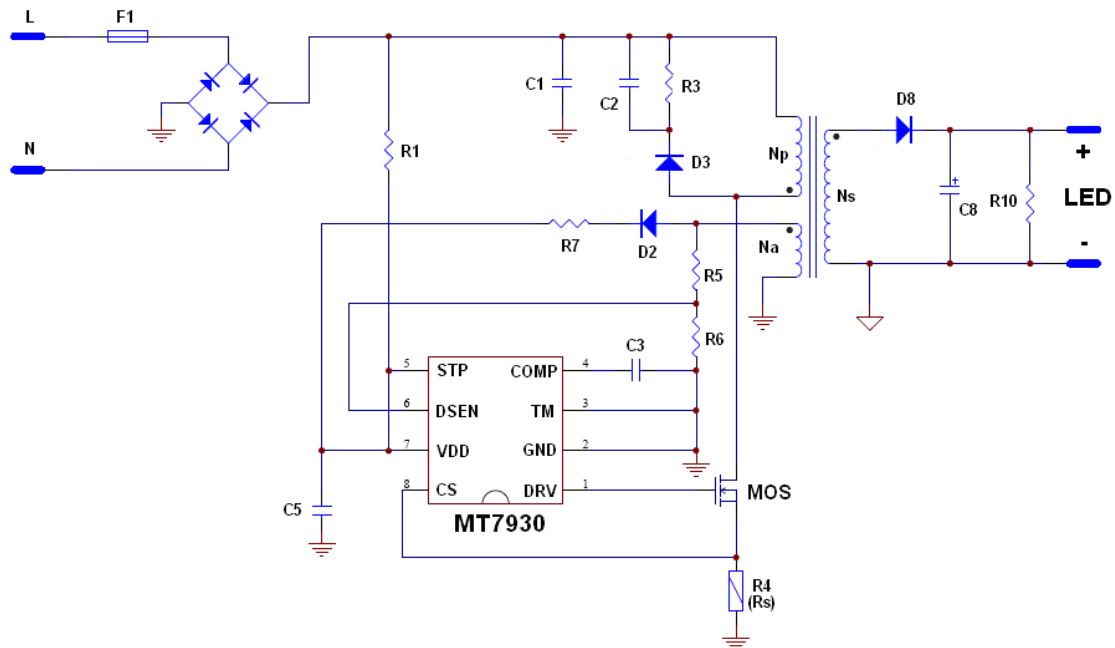 L
F1
N
R1
C1
C2
R3
D3
Np
Ns
D8
+
C8
R10
LED
-
R7
D2
Na
R5
R6
C3
5
STP
COMP
4
6
DSEN
TM
3
7
VDD
GND
2
8
CS
DRV
1
MT7930
C5
MOS
R4
(Rs)
+